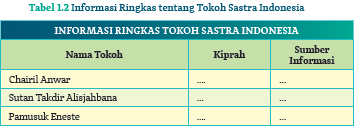 Tabel 1.2 Informasi Ringkas tentang Tokoh Sastra Indonesia
INFORMASI RINGKAS TOKOH SASTRA INDONESIA
Nama Tokoh Kiprah Sumber Informasi
Chairil Anwar .... ...
Sutan Takdir Alisjahbana ... ...
Pamusuk Eneste .... ...